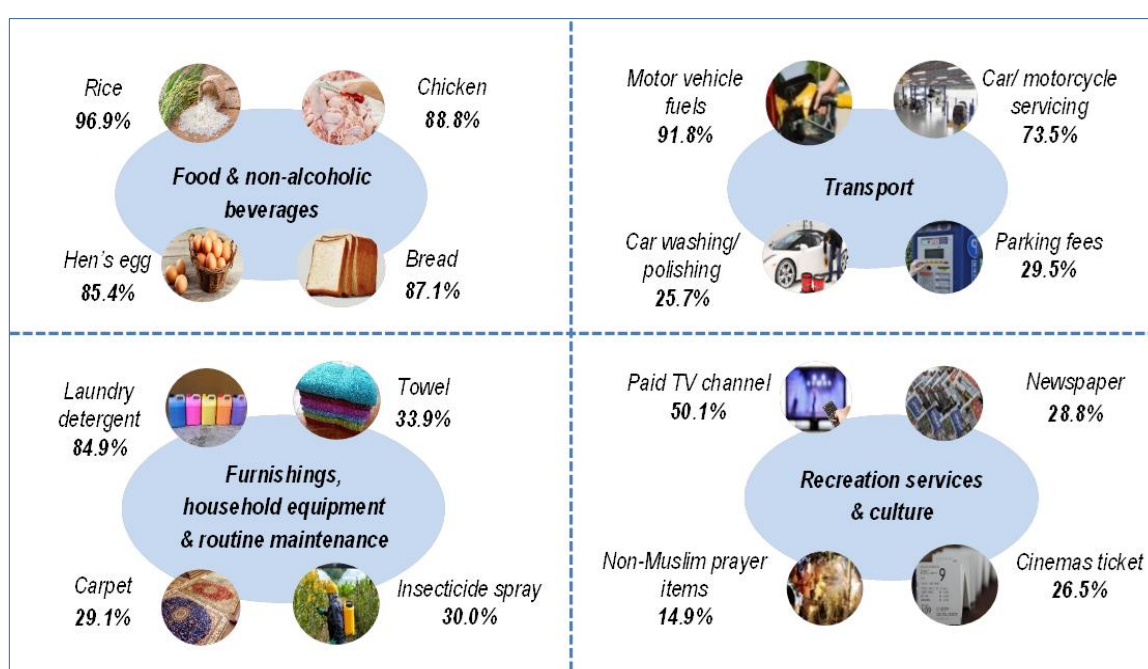 Rice
96.9%
Chicken
88.8%
Food & non-alcoholic
beverages
Hen's egg
85.4%
Bread
87.1%
Motor vehicle
fuels
91.8%
Car/ motorcycle
servicing
73.5%
Transport
Car washing/
polishing
25.7%
Parking fees
29.5%
Laundry
detergent
84.9%
Towel
33.9%
Furnishings,
household equipment
& routine maintenance
Carpet
29.1%
Insecticide spray
30.0%
Paid TV channel
50.1%
Newspaper
28.8%
Recreation services
& culture
Non-Muslim prayer
items
14.9%
Cinemas ticket
26.5%